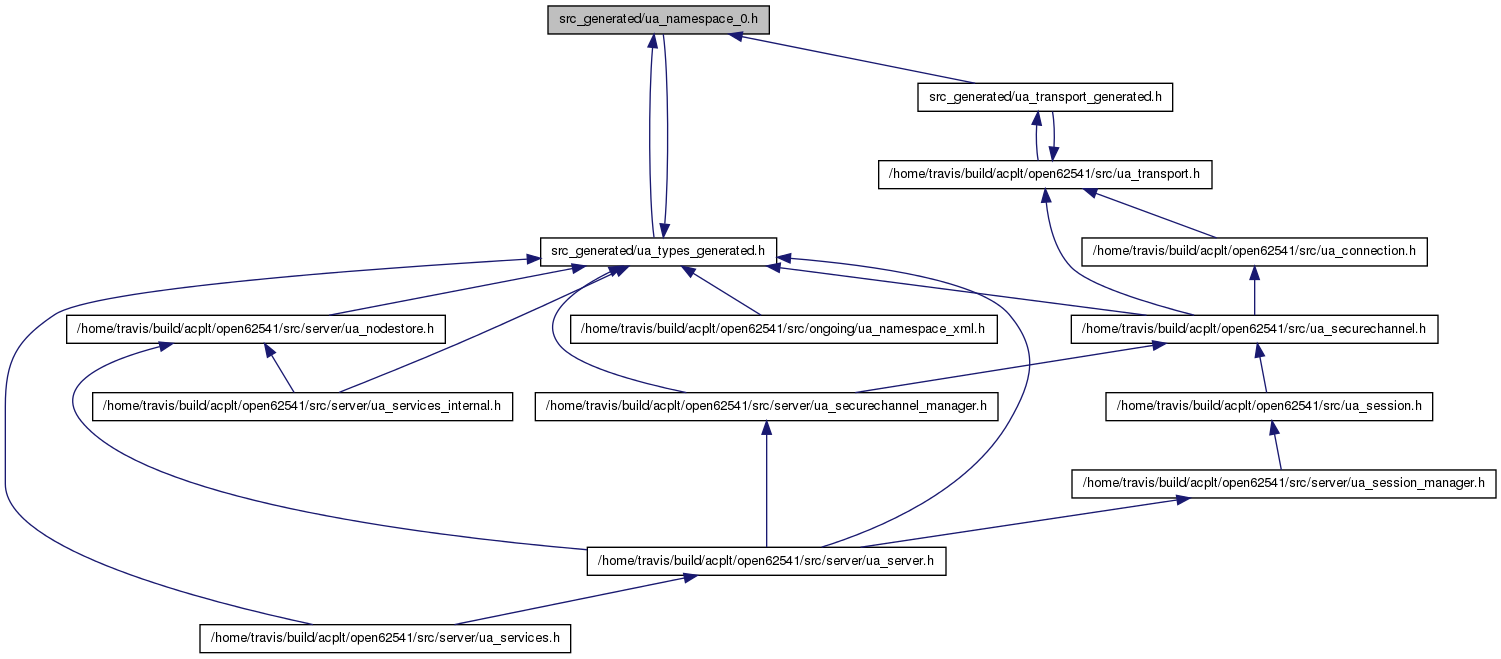 src_generated/ua_namespace_0.h
src_generated/ua_transport_generated.h
/home/travis/build/acplt/open62541/src/ua_transport.h
src_generated/ua_types_generated.h
/home/travis/build/acplt/open62541/src/ua_connection.h
/home/travis/build/acplt/open62541/src/server/ua_nodestore.h
/home/travis/build/acplt/open62541/src/ongoing/ua_namespace_xml.h
/home/travis/build/acplt/open62541/src/ua_securechannel.h
/home/travis/build/acplt/open62541/src/server/ua_services_internal.h
/home/travis/build/acplt/open62541/src/server/ua_securechannel_manager.h
/home/travis/build/acplt/open62541/src/ua_session.h
/home/travis/build/acplt/open62541/src/server/ua_session_manager.h
/home/travis/build/acplt/open62541/src/server/ua_server.h
/home/travis/build/acplt/open62541/src/server/ua_services.h